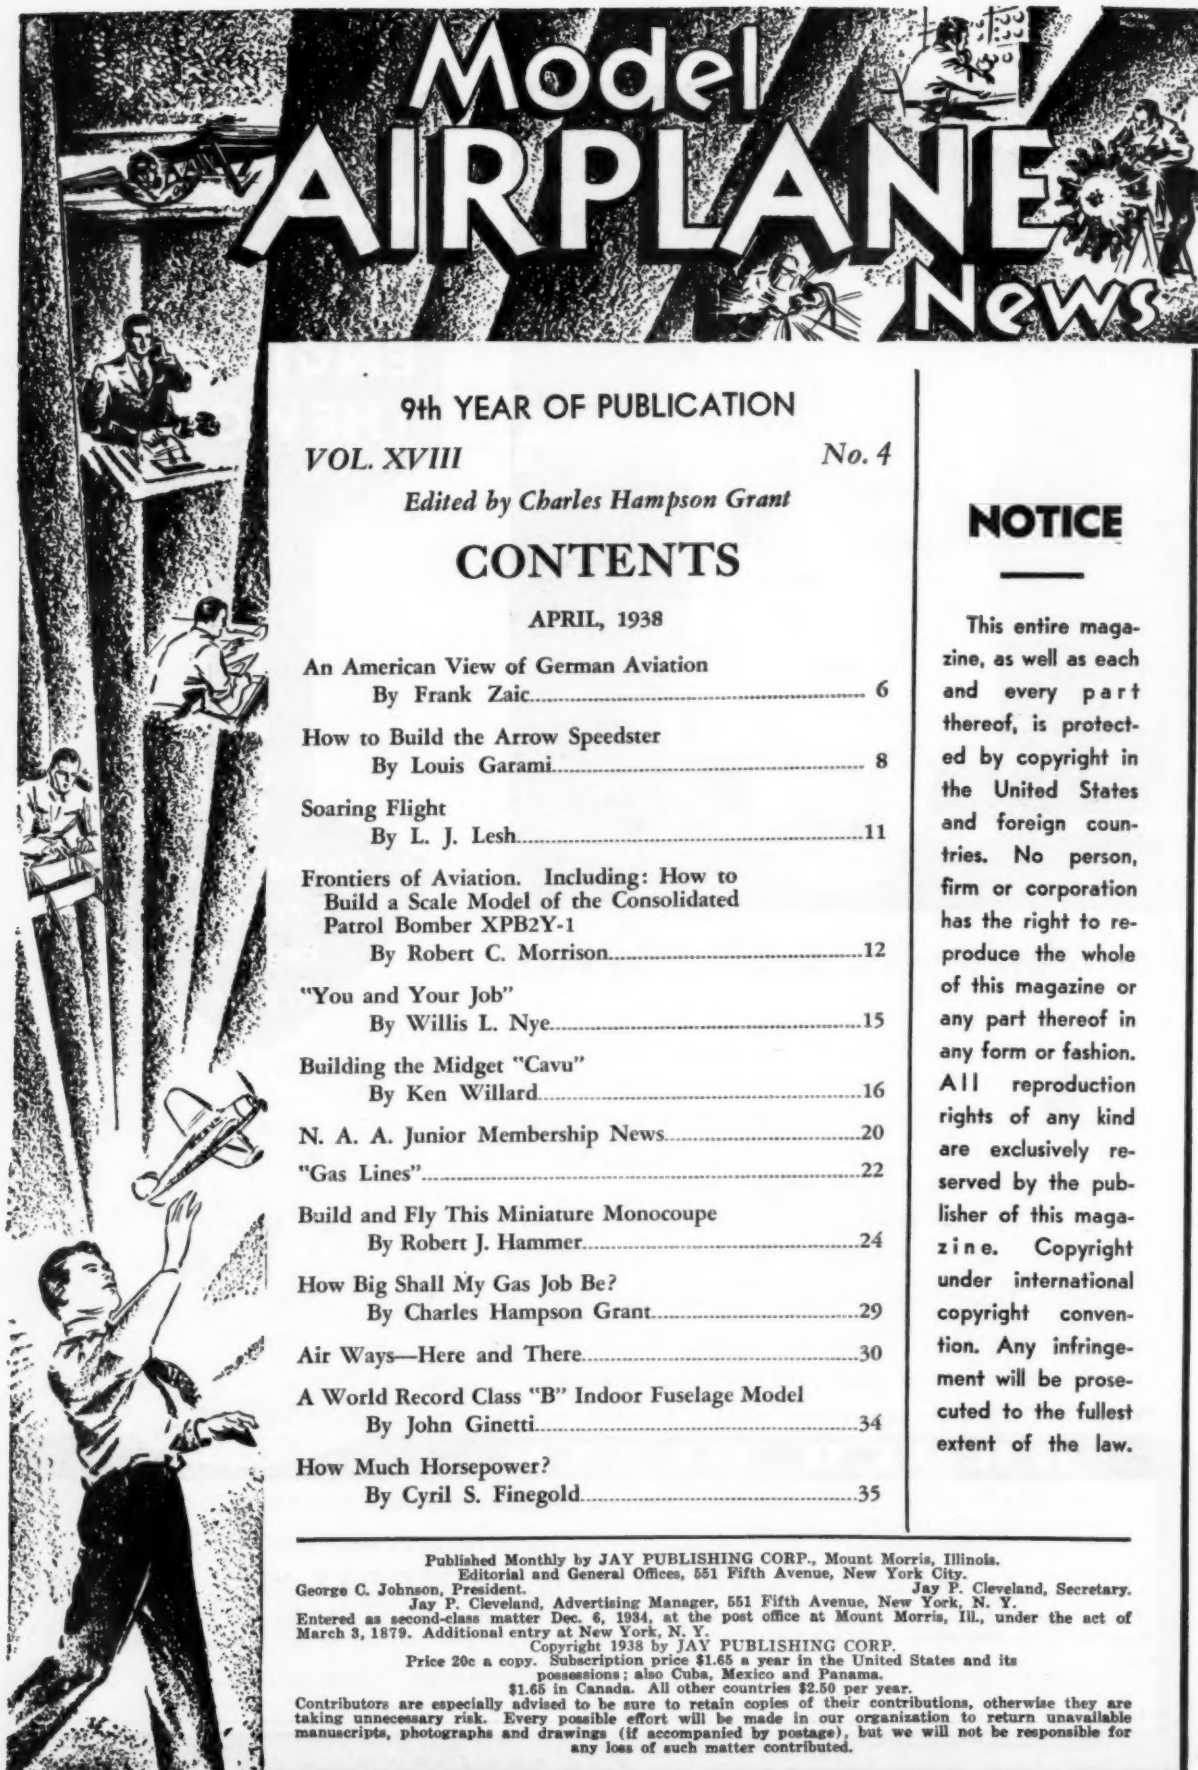 Model
AIRPLANE
News
9th YEAR OF PUBLICATION
VOL. XVIII No. 4
Edited by Charles Hampson Grant
CONTENTS
APRIL, 1938
An American View of German Aviation
By Frank Zaic 6
How to Build the Arrow Speedster
By Louis Garami 8
Soaring Flight
By L. J. Lesh 11
Frontiers of Aviation. Including: How to
Build a Scale Model of the Consolidated
Patrol Bomber XPB2Y-1
By Robert C. Morrison 12
"You and Your Job"
By Willis L. Nye 15
Building the Midget "Cavu"
By Ken Willard 16
N. A. A. Junior Membership News 20
"Gas Lines" 22
Build and Fly This Miniature Monocoupe
By Robert J. Hammer 24
How Big Shall My Gas Job Be?
By Charles Hampson Grant 29
Air Ways—Here and There 30
A World Record Class "B" Indoor Fuselage Model
By John Ginetti 34
How Much Horsepower?
By Cyril S. Finegold 35
NOTICE
This entire maga-
zine, as well as each
and every part
thereof, is protect-
ed by copyright in
the United States
and foreign coun-
tries. No person,
firm or corporation
has the right to re-
produce the whole
of this magazine or
any part thereof in
any form or fashion.
All reproduction
rights of any kind
are exclusively re-
served by the pub-
lisher of this maga-
zine. Copyright
under international
copyright conven-
tion. Any infringe-
ment will be prose-
cuted to the fullest
extent of the law.
Published Monthly by JAY PUBLISHING CORP., Mount Morris, Illinois.
Editorial and General Offices, 551 Fifth Avenue, New York City.
George C. Johnson, President. Jay P. Cleveland, Secretary.
Jay P. Cleveland, Advertising Manager, 551 Fifth Avenue, New York, N. Y.
Entered as second-class matter Dec. 6, 1934, at the post office at Mount Morris, Ill., under the act of
March 3, 1879. Additional entry at New York, N. Y.
Copyright 1938 by JAY PUBLISHING CORP.
Price 20c a copy. Subscription price $1.65 a year in the United States and its
possessions; also Cuba, Mexico and Panama.
$1.65 in Canada. All other countries $2.50 per year.
Contributors are especially advised to be sure to retain copies of their contributions, otherwise they are
taking unnecessary risk. Every possible effort will be made in our organization to return unavailable
manuscripts, photographs and drawings (if accompanied by postage), but we will not be responsible for
any loss of such matter contributed.